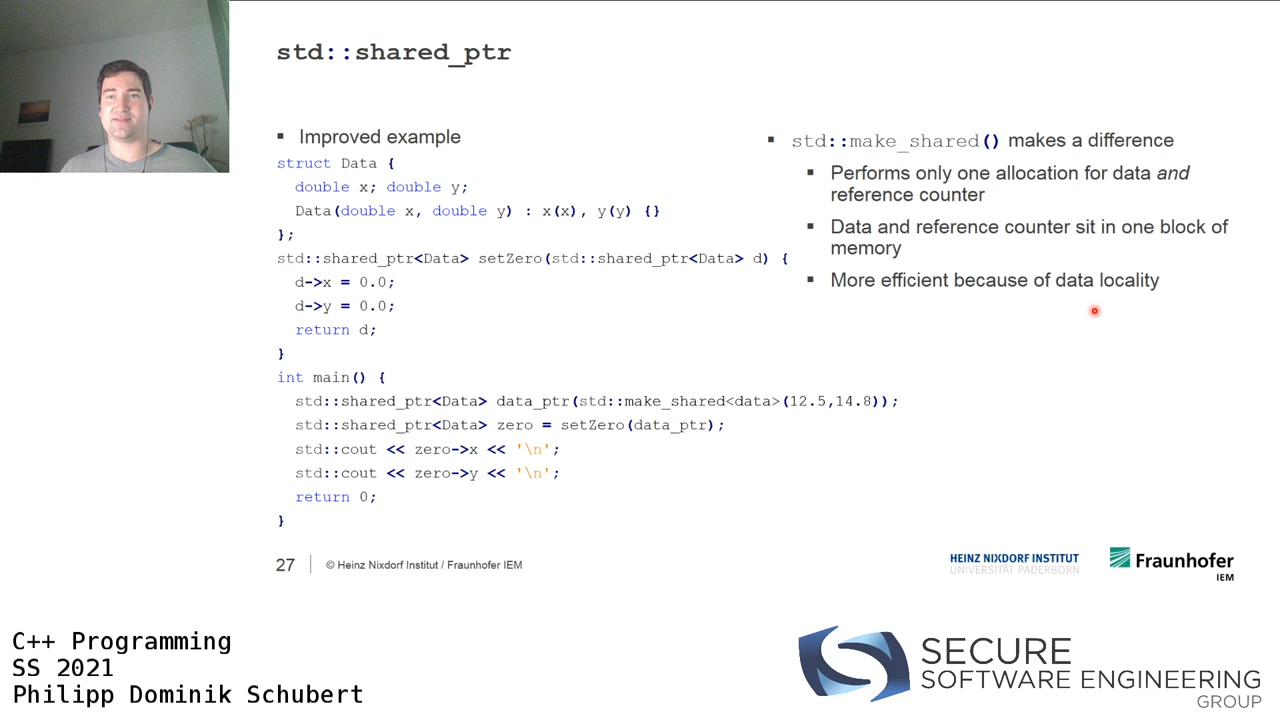 std::shared_ptr
▪ Improved example
struct Data {
  double x; double y;
  Data(double x, double y) : x(x), y(y) {}
};
std::shared_ptr<Data> setZero(std::shared_ptr<Data> d) {
  d->x = 0.0;
  d->y = 0.0;
  return d;
}
int main() {
  std::shared_ptr<Data> data_ptr(std::make_shared<data>(12.5,14.8));
  std::shared_ptr<Data> zero = setZero(data_ptr);
  std::cout << zero->x << '\n';
  std::cout << zero->y << '\n';
  return 0;
}
▪ std::make_shared() makes a difference
▪ Performs only one allocation for data and
reference counter
▪ Data and reference counter sit in one block of
memory
▪ More efficient because of data locality
27
© Heinz Nixdorf Institut / Fraunhofer IEM
HEINZ NIXDORF INSTITUT
UNIVERSITÄT PADERBORN
Fraunhofer
IEM
C++ Programming
SS 2021
Philipp Dominik Schubert
SECURE
SOFTWARE ENGINEERING
GROUP